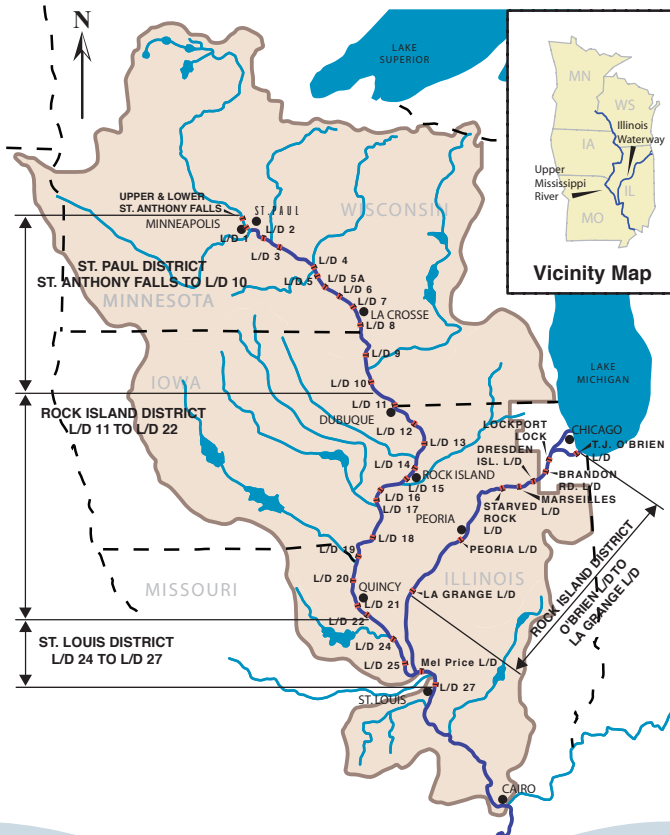 N
LAKE
SUPERIOR
MN
WS
IA
IL
MO
Illinois
Waterway
Upper
Mississippi
River
Vicinity Map
UPPER & LOWER
ST. ANTHONY FALLS
ST. PAUL
MINNEAPOLIS
WISCONSIN
L/D 1
L/D 2
L/D 3
L/D 4
L/D 5
L/D 5A
L/D 6
L/D 7
ST. PAUL DISTRICT
ST. ANTHONY FALLS TO L/D 10
MINNESOTA
LA CROSSE
L/D 8
L/D 9
LAKE
MICHIGAN
IOWA
L/D 10
L/D 11
ROCK ISLAND DISTRICT
L/D 11 TO L/D 22
DUBUQUE
L/D 12
L/D 13
LOCKPORT
LOCK
CHICAGO
T.J. O'BRIEN
L/D
DRESDEN
ISL. L/D
BRANDON
RD. L/D
MARSEILLES
L/D
STARVED
ROCK
L/D
L/D 14
ROCK ISLAND
L/D 15
L/D 16
L/D 17
PEORIA
PEORIA L/D
L/D 18
L/D 19
L/D 20
MISSOURI
ILLINOIS
QUINCY
LA GRANGE L/D
L/D 21
L/D 22
ROCK ISLAND DISTRICT
O'BRIEN L/D TO
LA GRANGE L/D
ST. LOUIS DISTRICT
L/D 24 TO L/D 27
L/D 24
L/D 25
Mel Price L/D
L/D 27
ST. LOUIS
CAIRO